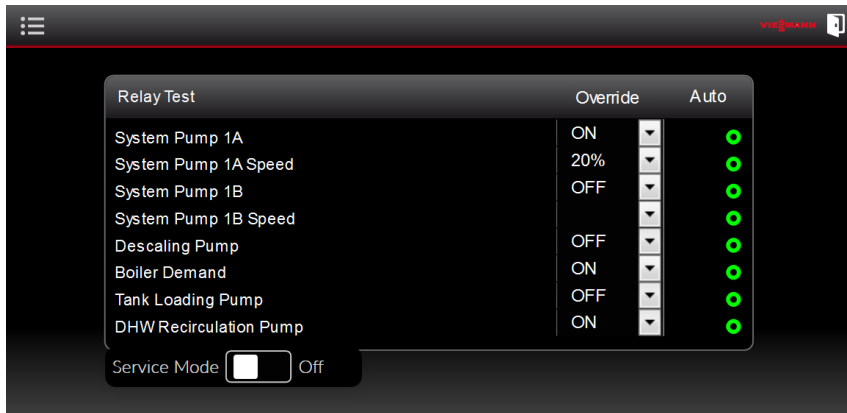 VIESMANN
Relay Test Override Auto
System Pump 1A ON
System Pump 1A Speed 20%
System Pump 1B OFF
System Pump 1B Speed
Descaling Pump OFF
Boiler Demand ON
Tank Loading Pump OFF
DHW Recirculation Pump ON
Service Mode Off